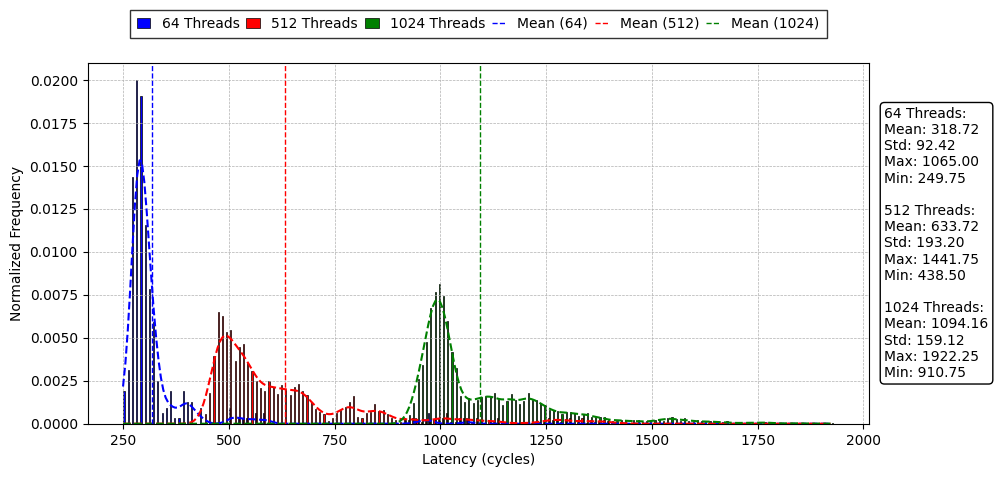 64 Threads 512 Threads 1024 Threads Mean (64) Mean (512) Mean (1024)
0.0200
0.0175
0.0150
0.0125
0.0100
0.0075
0.0050
0.0025
0.0000
Normalized Frequency
250 500 750 1000 1250 1500 1750 2000
Latency (cycles)
64 Threads:
Mean: 318.72
Std: 92.42
Max: 1065.00
Min: 249.75
512 Threads:
Mean: 633.72
Std: 193.20
Max: 1441.75
Min: 438.50
1024 Threads:
Mean: 1094.16
Std: 159.12
Max: 1922.25
Min: 910.75